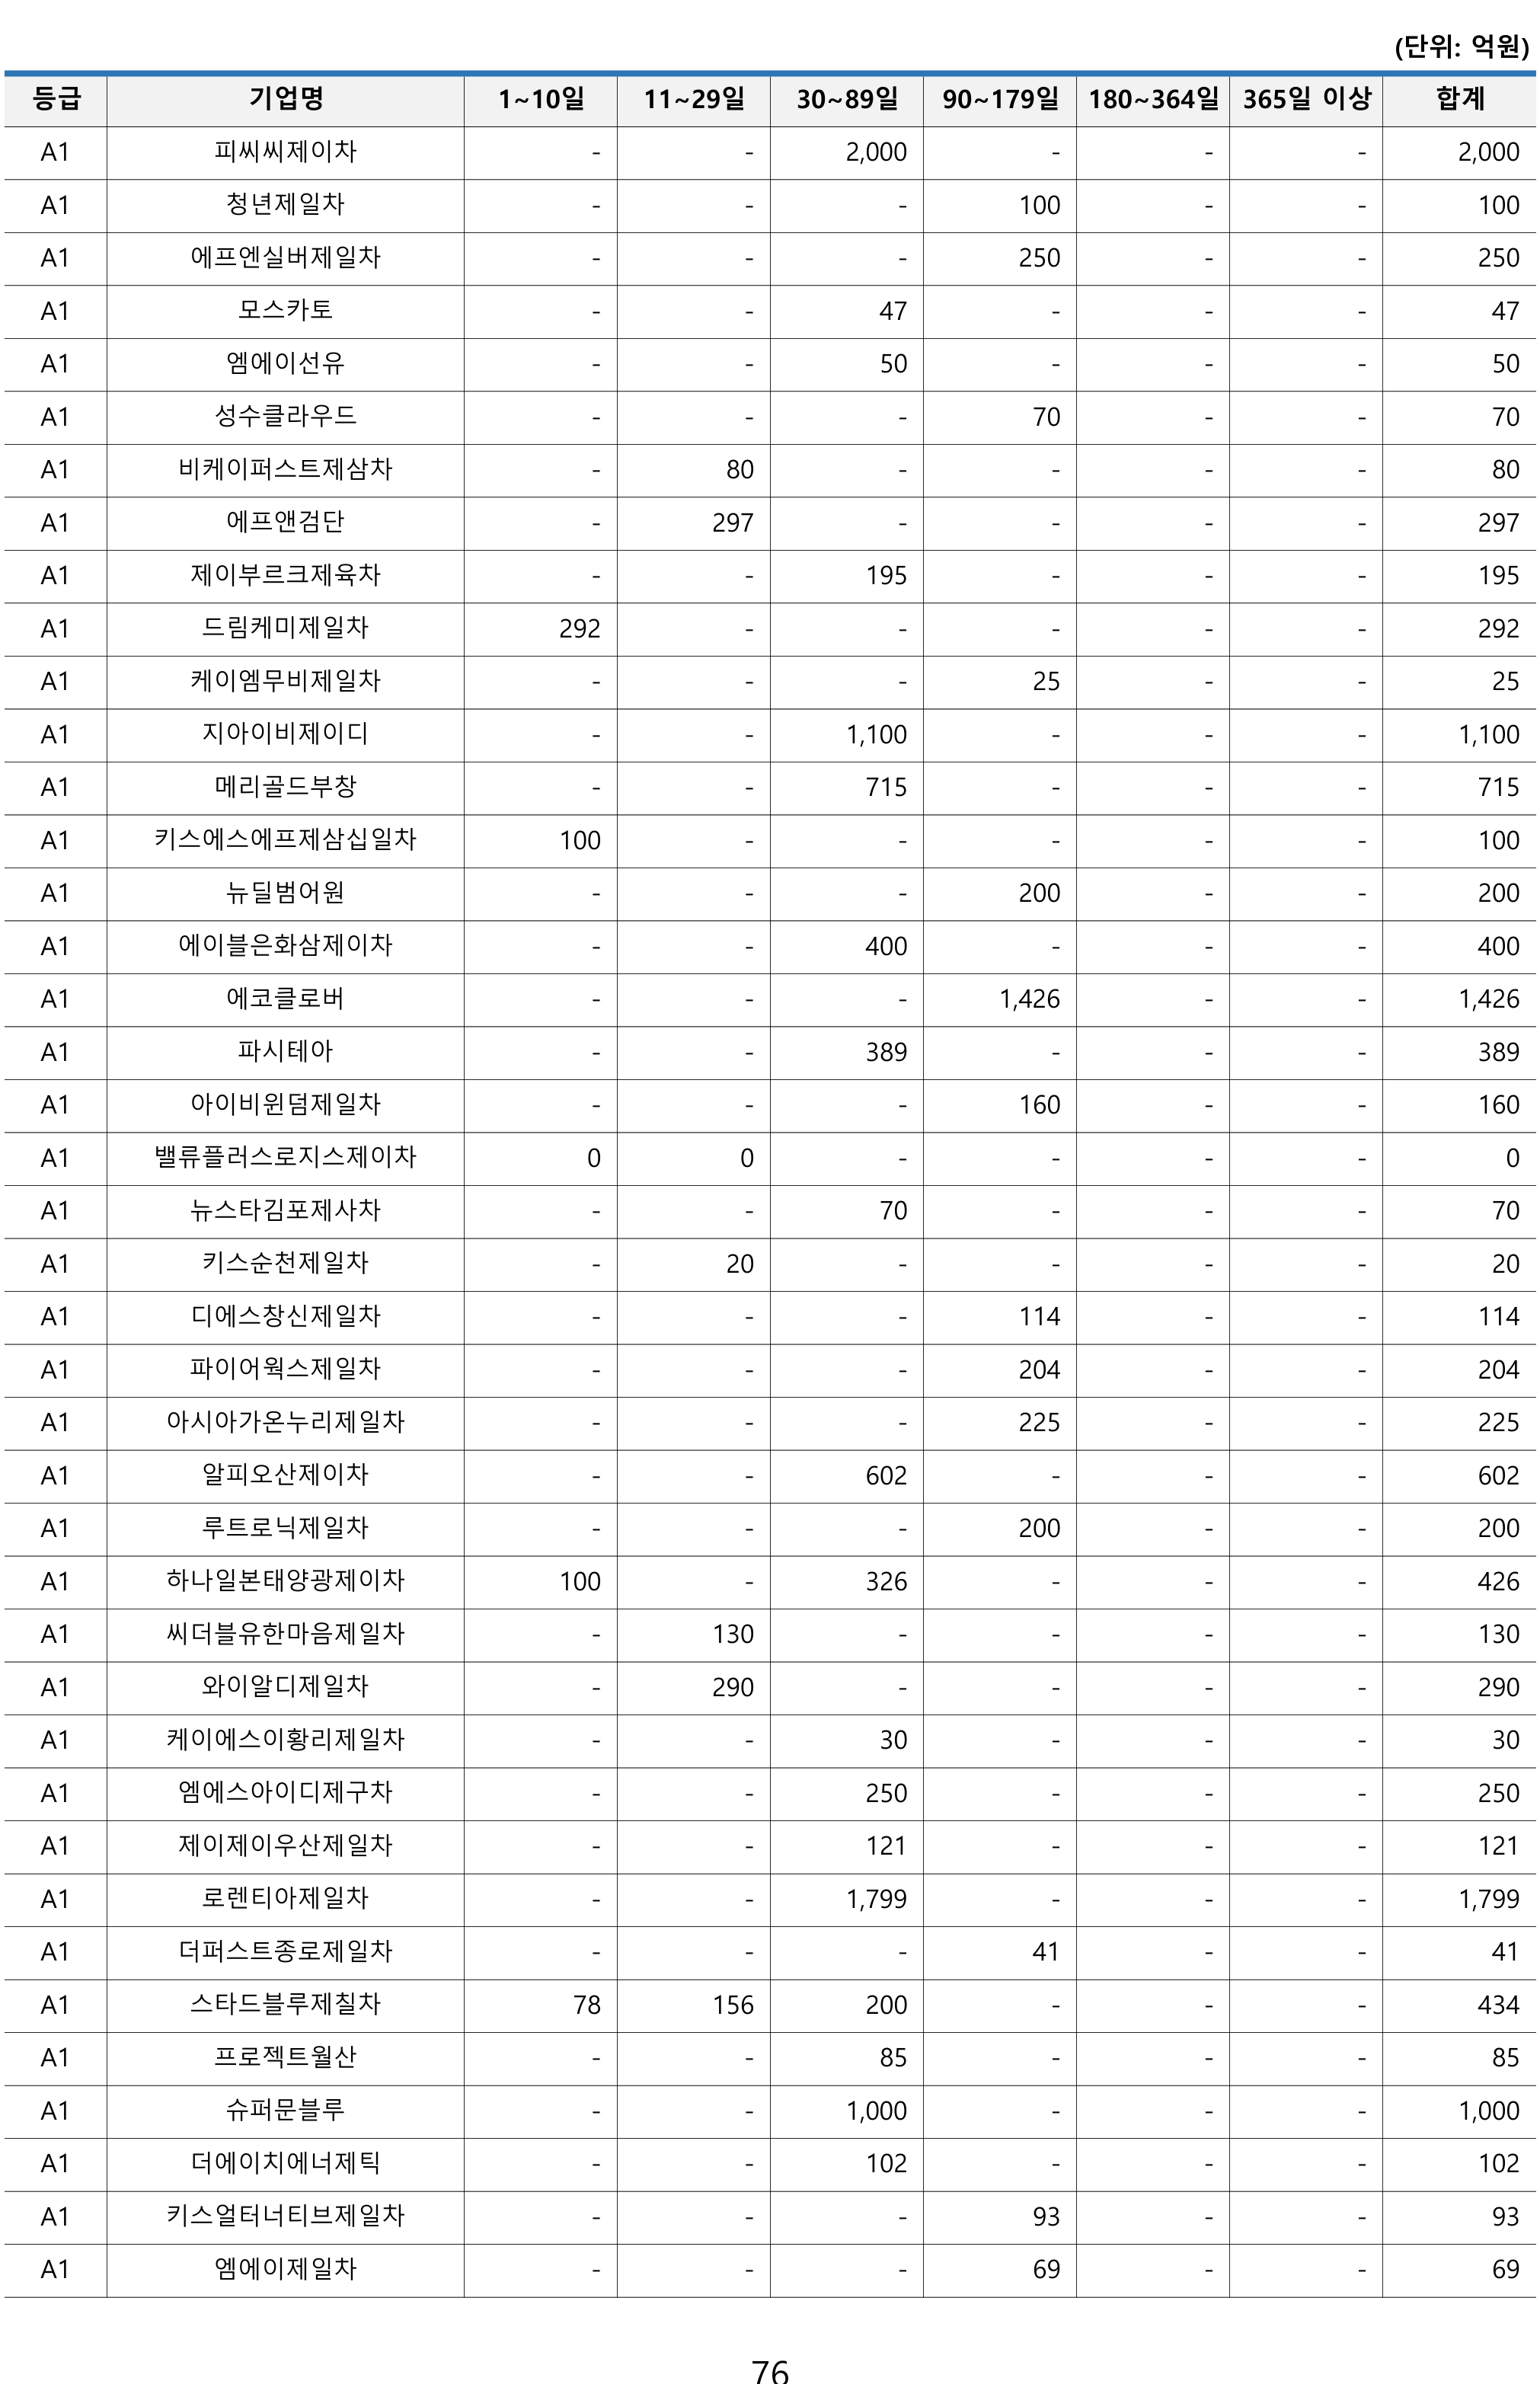 (단위: 억원)
등급 기업명 1~10일 11~29일 30~89일 90~179일 180~364일 365일 이상 합계
A1 피씨씨제이차 - - 2,000 - - - 2,000
A1 청년제일차 - - - 100 - - 100
A1 에프엔실버제일차 - - - 250 - - 250
A1 모스카토 - - 47 - - - 47
A1 엠에이선유 - - 50 - - - 50
A1 성수클라우드 - - - 70 - - 70
A1 비케이퍼스트제삼차 - 80 - - - - 80
A1 에프앤검단 - 297 - - - - 297
A1 제이부르크제육차 - - 195 - - - 195
A1 드림케미제일차 292 - - - - - 292
A1 케이엠무비제일차 - - - 25 - - 25
A1 지아이비제이디 - - 1,100 - - - 1,100
A1 메리골드부창 - - 715 - - - 715
A1 키스에스에프제삼십일차 100 - - - - - 100
A1 뉴딜범어원 - - - 200 - - 200
A1 에이블은화삼제이차 - - 400 - - - 400
A1 에코클로버 - - - 1,426 - - 1,426
A1 파시테아 - - 389 - - - 389
A1 아이비윈덤제일차 - - - 160 - - 160
A1 밸류플러스로지스제이차 0 0 - - - - 0
A1 뉴스타김포제사차 - - 70 - - - 70
A1 키스순천제일차 - 20 - - - - 20
A1 디에스창신제일차 - - - 114 - - 114
A1 파이어웍스제일차 - - - 204 - - 204
A1 아시아가온누리제일차 - - - 225 - - 225
A1 알피오산제이차 - - 602 - - - 602
A1 루트로닉제일차 - - - 200 - - 200
A1 하나일본태양광제이차 100 - 326 - - - 426
A1 씨더블유한마음제일차 - 130 - - - - 130
A1 와이알디제일차 - 290 - - - - 290
A1 케이에스이황리제일차 - - 30 - - - 30
A1 엠에스아이디제구차 - - 250 - - - 250
A1 제이제이우산제일차 - - 121 - - - 121
A1 로렌티아제일차 - - 1,799 - - - 1,799
A1 더퍼스트종로제일차 - - - 41 - - 41
A1 스타드블루제칠차 78 156 200 - - - 434
A1 프로젝트월산 - - 85 - - - 85
A1 슈퍼문블루 - - 1,000 - - - 1,000
A1 더에이치에너제틱 - - 102 - - - 102
A1 키스얼터너티브제일차 - - - 93 - - 93
A1 엠에이제일차 - - - 69 - - 69
76